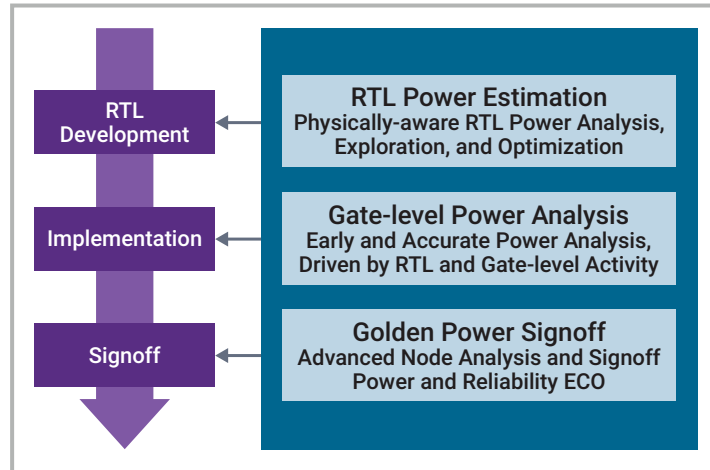 RTL
Development
RTL Power Estimation
Physically-aware RTL Power Analysis,
Exploration, and Optimization
Implementation
Gate-level Power Analysis
Early and Accurate Power Analysis,
Driven by RTL and Gate-level Activity
Signoff
Golden Power Signoff
Advanced Node Analysis and Signoff
Power and Reliability ECO